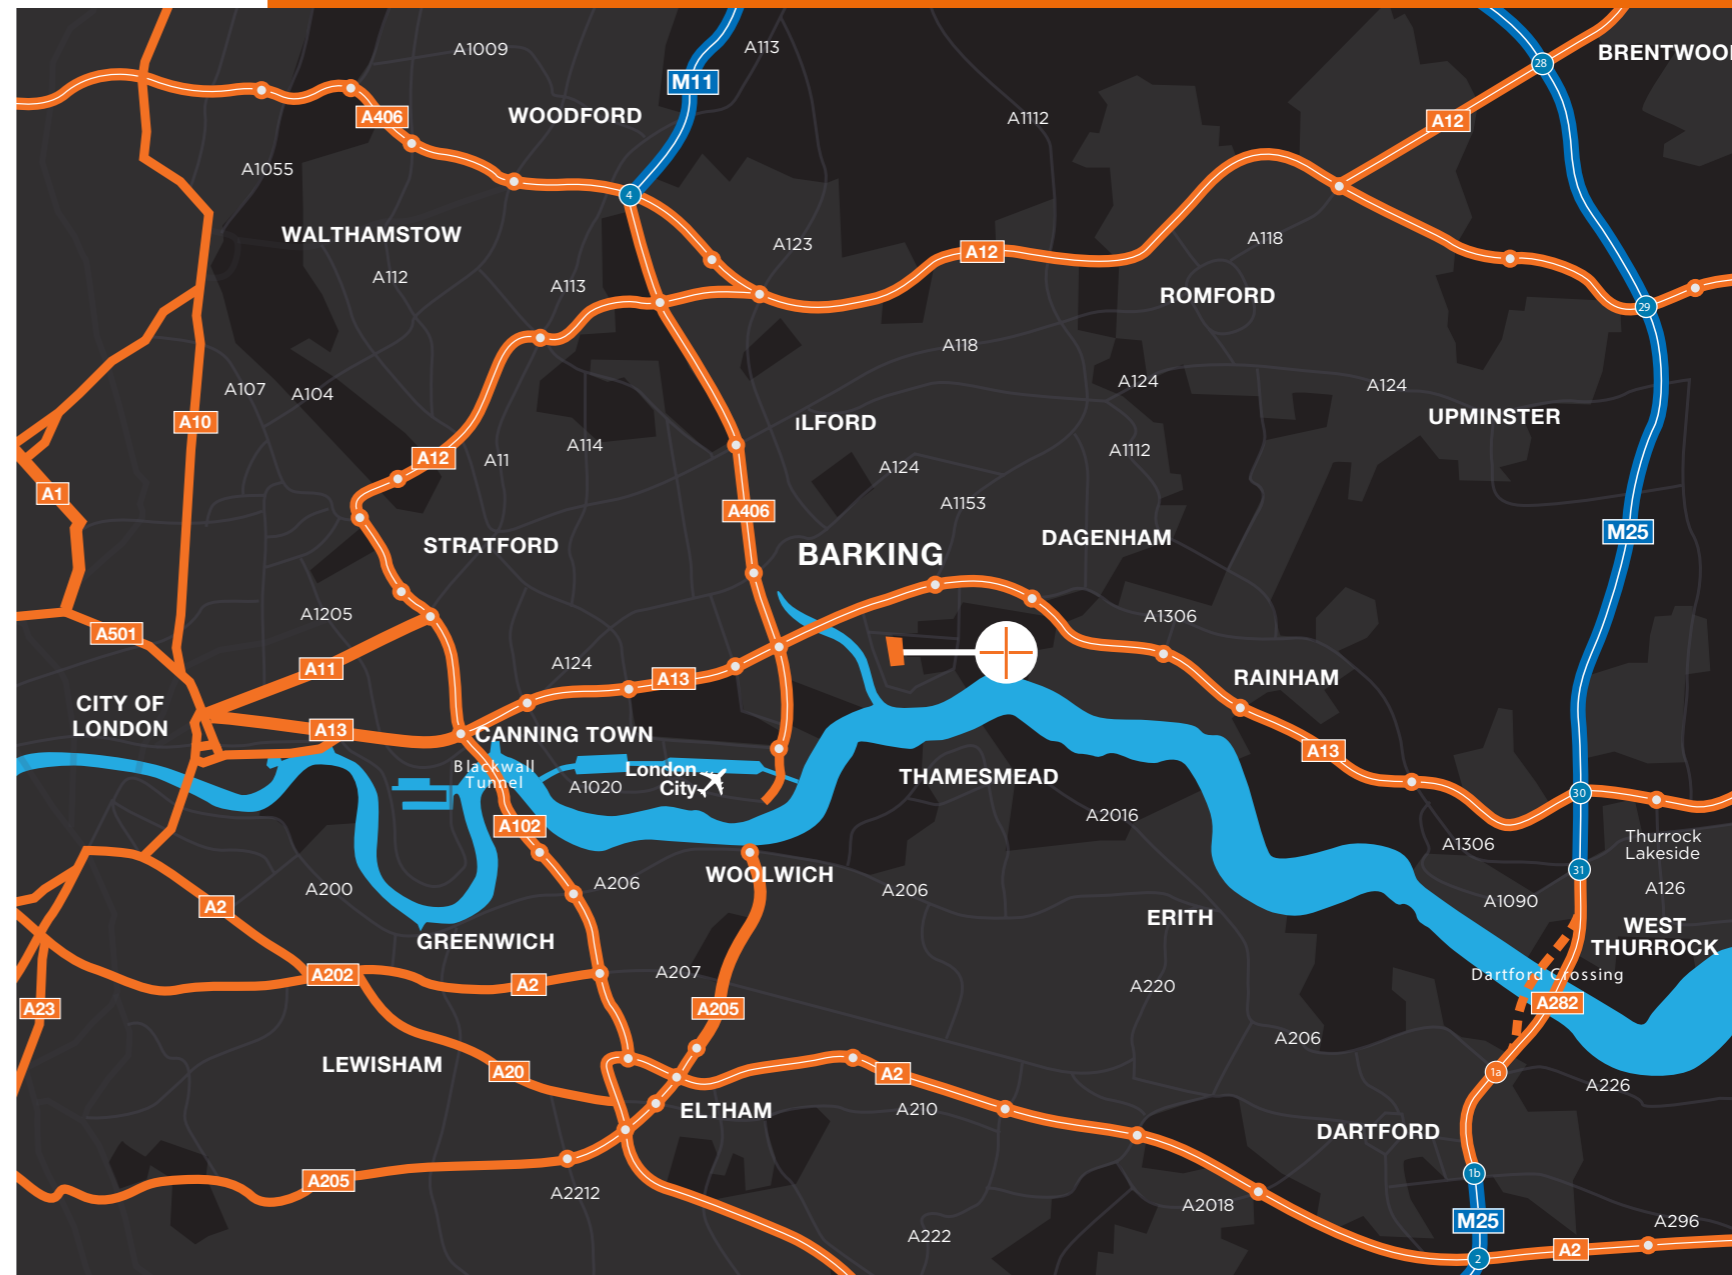 A1009
A113
BRENTWOO
28
M11
A406
WOODFORD
A1112
A12
A1055
4
WALTHAMSTOW
A123
A12
A118
A112
A113
ROMFORD
29
A118
A107
A104
A124
A124
A10
ILFORD
UPMINSTER
A12
A11
A114
A1112
A124
A1
A1153
A406
M25
STRATFORD
BARKING
DAGENHAM
A1205
A1306
A501
A11
A124
A13
RAINHAM
CITY OF
LONDON
A13
CANNING TOWN
A13
Blackwall
Tunnel
London
City
A1020
THAMESMEAD
30
A2016
A102
A1306
Thurrock
Lakeside
31
WOOLWICH
A200
A206
A206
A126
A1090
A2
ERITH
WEST
THURROCK
GREENWICH
A202
A207
Dartford Crossing
A2
A220
A23
A205
A282
A206
LEWISHAM
A20
A2
1a
A226
ELTHAM
A210
DARTFORD
A205
1b
A2212
A2018
M25
A296
A222
A2
2